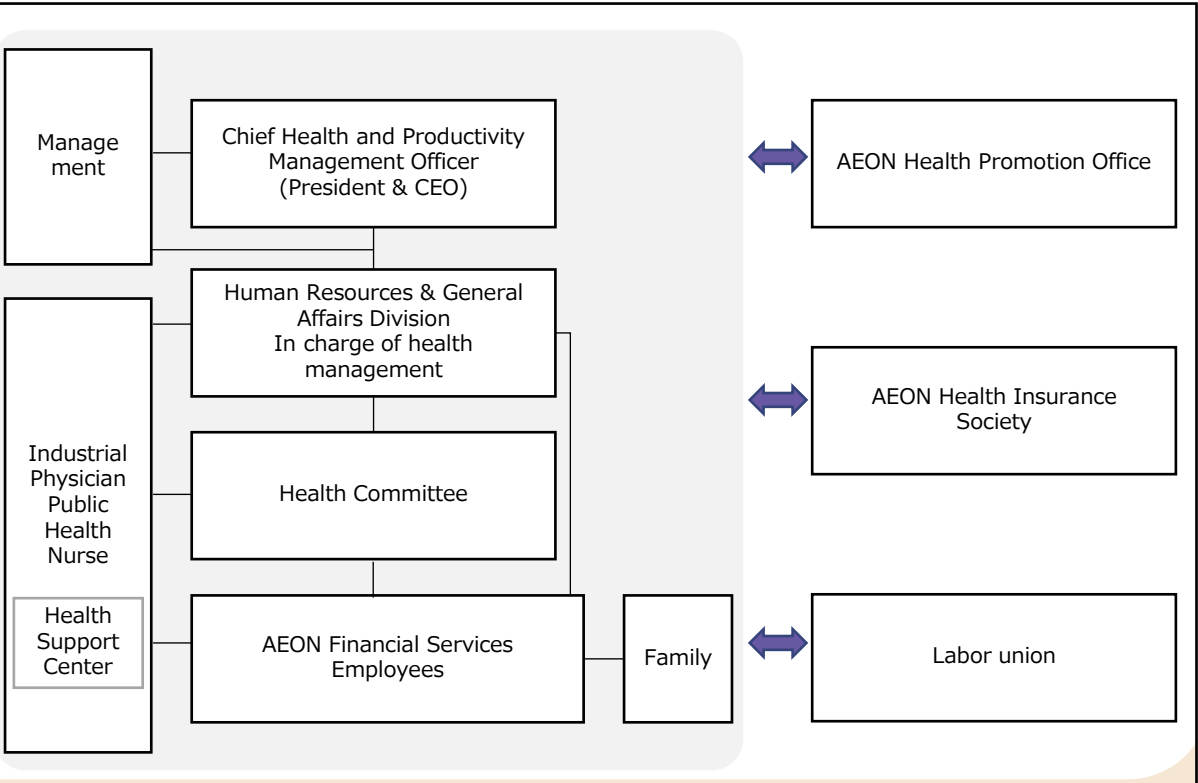 Manage
ment
Chief Health and Productivity
Management Officer
(President & CEO)
AEON Health Promotion Office
Human Resources & General
Affairs Division
In charge of health
management
AEON Health Insurance
Society
Industrial
Physician
Public
Health
Nurse
Health Committee
Health
Support
Center
AEON Financial Services
Employees
Family
Labor union